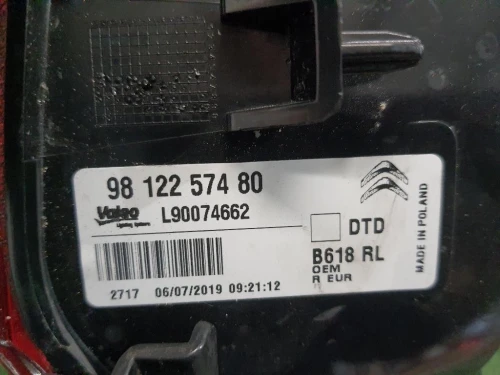 98 122 574 80
Valeo L90074662
Lighting Systems
DTD
B618 RL
OEM
R EUR
2717 06/07/2019 09:21:12
MADE IN POLAND